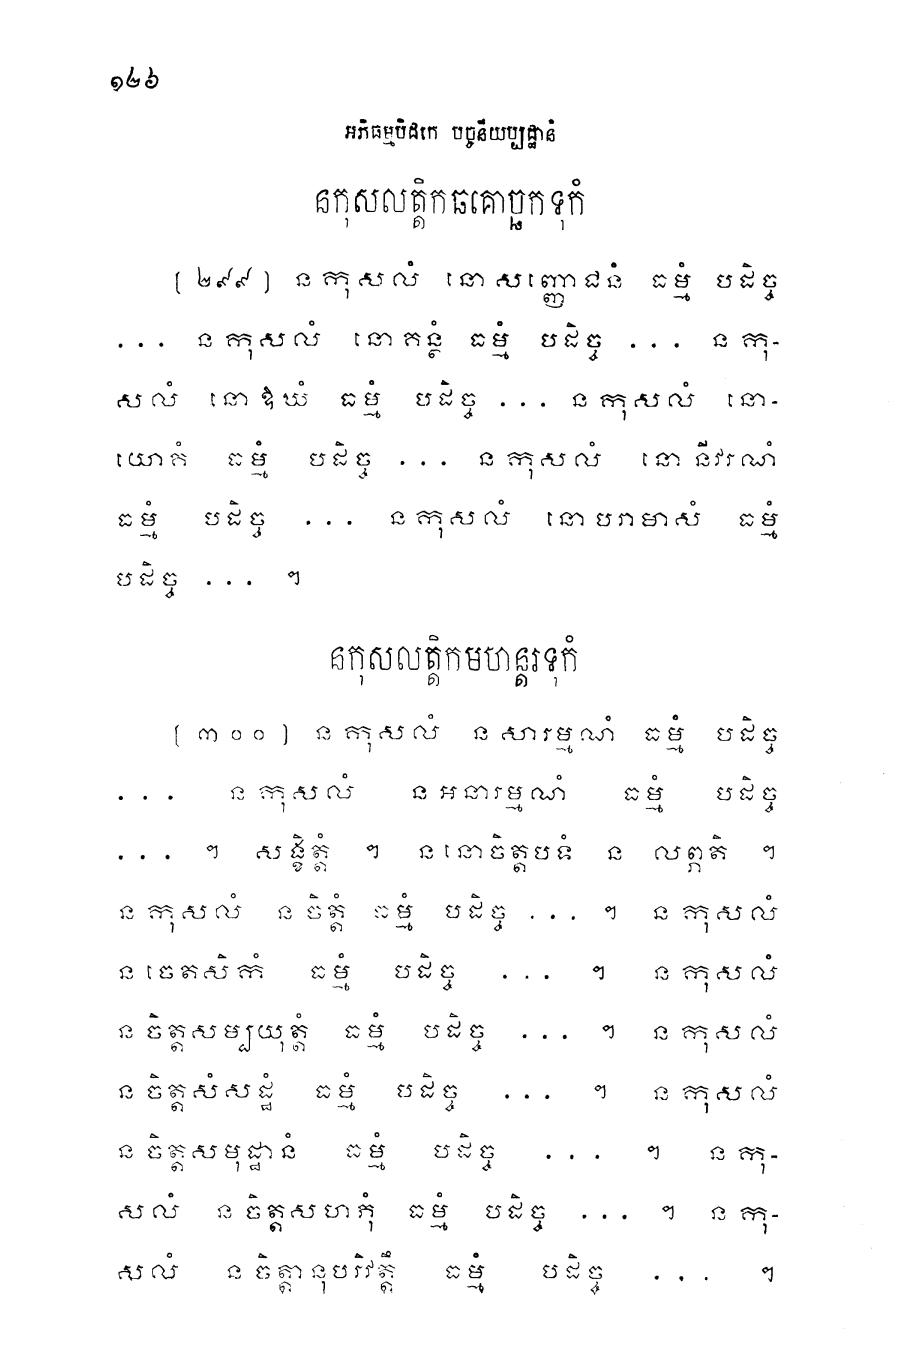 ១២៦
អភិធម្មបិដកេ បច្ចនីយប្បដ្ឋានំ
នកុសលត្តិកឆគោច្ឆកទុកំ
[២៩៩] នកុសលំ នោសញ្ញោជនំ ធម្មំ បដិច្ច
... នកុសលំ នោគន្ថំ ធម្មំ បដិច្ច ... នកុ-
សលំ នោឱឃំ ធម្មំ បដិច្ច ... នកុសលំ នោ-
យោគំ ធម្មំ បដិច្ច ... នកុសលំ នោនីវរណំ
ធម្មំ បដិច្ច ... នកុសលំ នោបរាមាសំ ធម្មំ
បដិច្ច ... ។
នកុសលត្តិកមហន្តរទុកំ
[៣០០] នកុសលំ នសារម្មណំ ធម្មំ បដិច្ច
... នកុសលំ នអនារម្មណំ ធម្មំ បដិច្ច
... ។ សង្ខិត្តំ ។ ននោចិត្តបទំ ន លព្ភតិ ។
នកុសលំ នចិត្តំ ធម្មំ បដិច្ច ... ។ នកុសលំ
នចេតសិកំ ធម្មំ បដិច្ច ... ។ នកុសលំ
នចិត្តសម្បយុត្តំ ធម្មំ បដិច្ច ... ។ នកុសលំ
នចិត្តសំសដ្ឋំ ធម្មំ បដិច្ច ... ។ នកុសលំ
នចិត្តសមុដ្ឋានំ ធម្មំ បដិច្ច ... ។ នកុ-
សលំ នចិត្តសហភុំ ធម្មំ បដិច្ច ... ។ នកុ-
សលំ នចិត្តានុបរិវត្តឹ ធម្មំ បដិច្ច ... ។